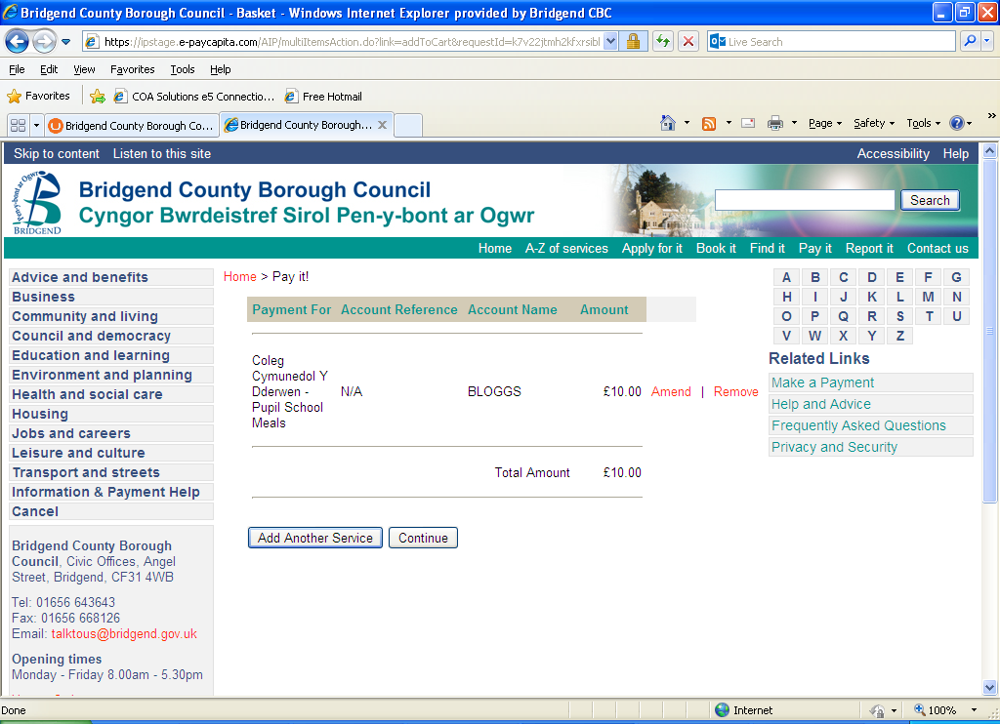 Bridgend County Borough Council - Basket - Windows Internet Explorer provided by Bridgend CBC
https://ipstage.e-paycapita.com/AIP/multiItemsAction.do?link=addToCart&requestId=k7v22jtmh2kfxrsibl
Live Search
File Edit View Favorites Tools Help
Favorites COA Solutions e5 Connectio... Free Hotmail
Bridgend County Borough Co... Bridgend County Borough... Page Safety Tools »
Skip to content Listen to this site Accessibility Help
Pen-y-bont ar Ogwr
BRIDGEND
Bridgend County Borough Council
Cyngor Bwrdeistref Sirol Pen-y-bont ar Ogwr
Search
Home A-Z of services Apply for it Book it Find it Pay it Report it Contact us
Advice and benefits
Business
Community and living
Council and democracy
Education and learning
Environment and planning
Health and social care
Housing
Jobs and careers
Leisure and culture
Transport and streets
Information & Payment Help
Cancel
Bridgend County Borough
Council, Civic Offices, Angel
Street, Bridgend, CF31 4WB
Tel: 01656 643643
Fax: 01656 668126
Email: talktous@bridgend.gov.uk
Opening times
Monday - Friday 8.00am - 5.30pm
Home > Pay it!
Payment For Account Reference Account Name Amount
Coleg
Cymunedol Y
Dderwen -
Pupil School
Meals
N/A BLOGGS £10.00 Amend | Remove
Total Amount £10.00
Add Another Service Continue
A B C D E F G
H I J K L M N
O P Q R S T U
V W X Y Z
Related Links
Make a Payment
Help and Advice
Frequently Asked Questions
Privacy and Security
Done Internet 100%